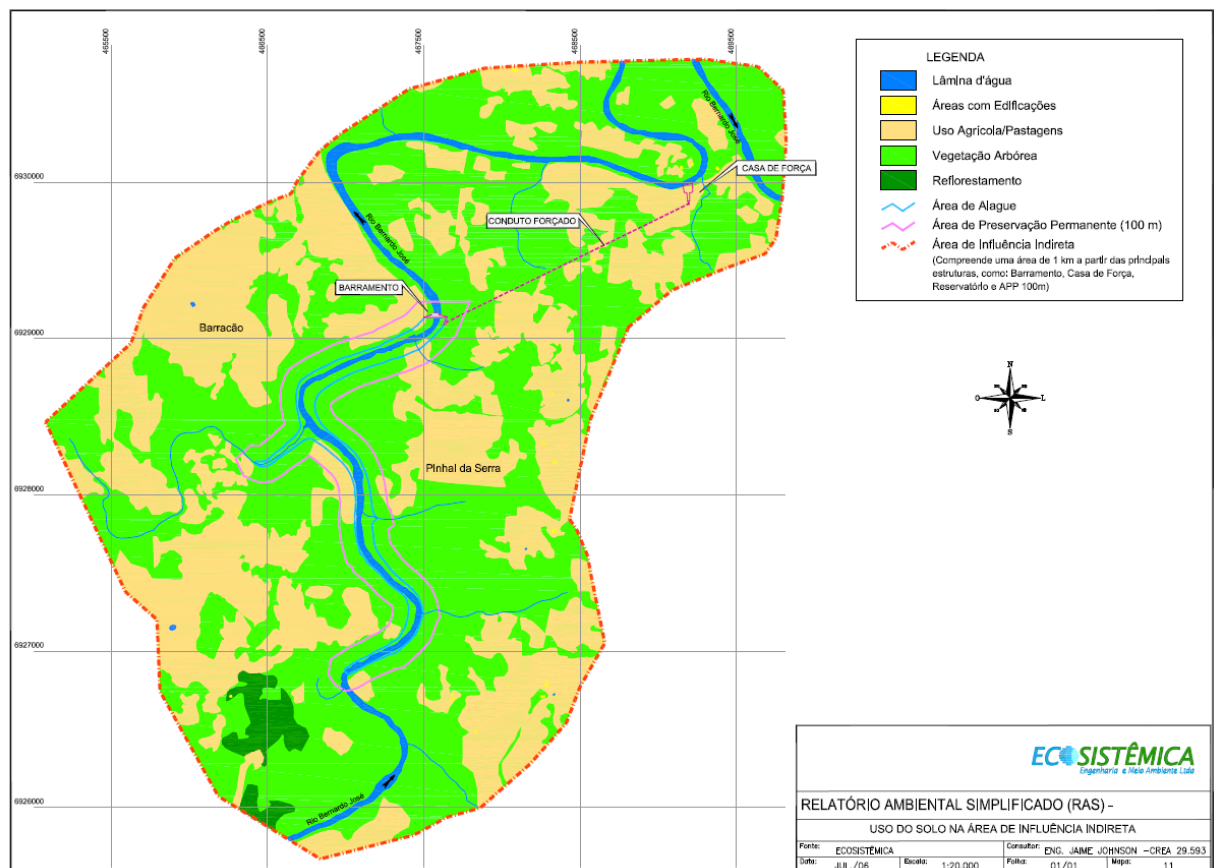 465500
466500
467500
468500
469500
6930000
6929000
6928000
6927000
6926000
Rio Bernardo José
CASA DE FORÇA
CONDUTO FORÇADO
Rio Bernardo José
BARRAMENTO
Barracão
Pinhal da Serra
Rio Bernardo José
LEGENDA
Lâmina d'água
Áreas com Edificações
Uso Agrícola/Pastagens
Vegetação Arbórea
Reflorestamento
Área de Alague
Área de Preservação Permanente (100 m)
Área de Influência Indireta
(Compreende uma área de 1 km a partir das principais
estruturas, como: Barramento, Casa de Força,
Reservatório e APP 100m)
N
O
L
S
ECOSISTÊMICA
Engenharia e Meio Ambiente Ltda
RELATÓRIO AMBIENTAL SIMPLIFICADO (RAS) -
USO DO SOLO NA ÁREA DE INFLUÊNCIA INDIRETA
Fonte: ECOSISTÊMICA Consultor: ENG. JAIME JOHNSON -CREA 29.593
Data: JUL./06 Escala: 1:20.000 Folha: 01/01 Mapa: 11